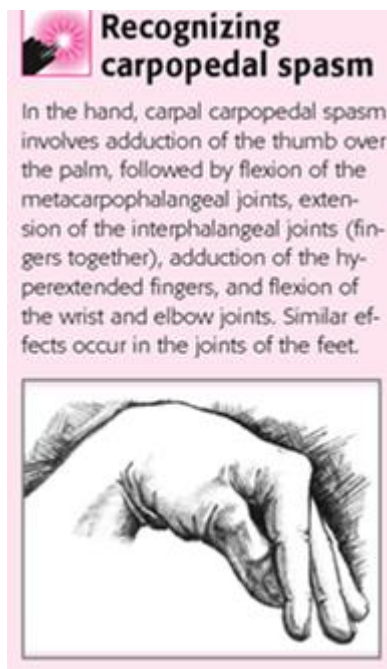 Recognizing
carpopedal spasm
In the hand, carpal carpopedal spasm
involves adduction of the thumb over
the palm, followed by flexion of the
metacarpophalangeal joints, exten-
sion of the interphalangeal joints (fin-
gers together), adduction of the hy-
perextended fingers, and flexion of
the wrist and elbow joints. Similar ef-
fects occur in the joints of the feet.